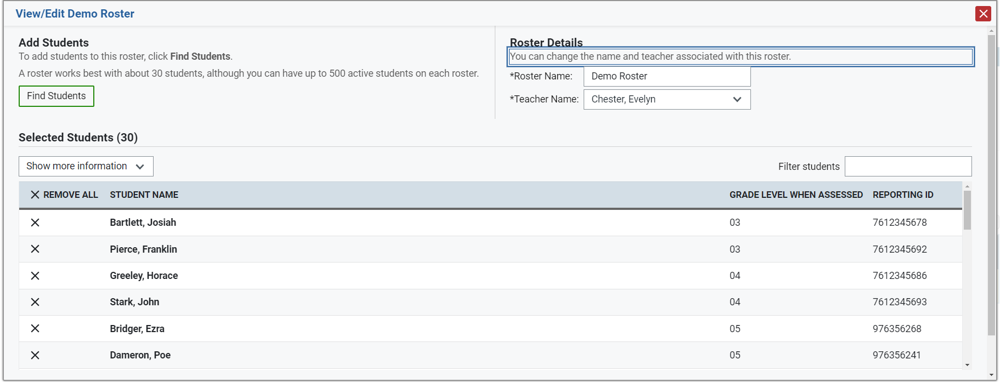 View/Edit Demo Roster
Add Students
To add students to this roster, click Find Students.
A roster works best with about 30 students, although you can have up to 500 active students on each roster.
Find Students
Roster Details
You can change the name and teacher associated with this roster.
*Roster Name: Demo Roster
*Teacher Name: Chester, Evelyn
Selected Students (30)
Show more information
Filter students
REMOVE ALL STUDENT NAME GRADE LEVEL WHEN ASSESSED REPORTING ID
Bartlett, Josiah 03 7612345678
Pierce, Franklin 03 7612345692
Greeley, Horace 04 7612345686
Stark, John 04 7612345693
Bridger, Ezra 05 976356268
Dameron, Poe 05 976356241